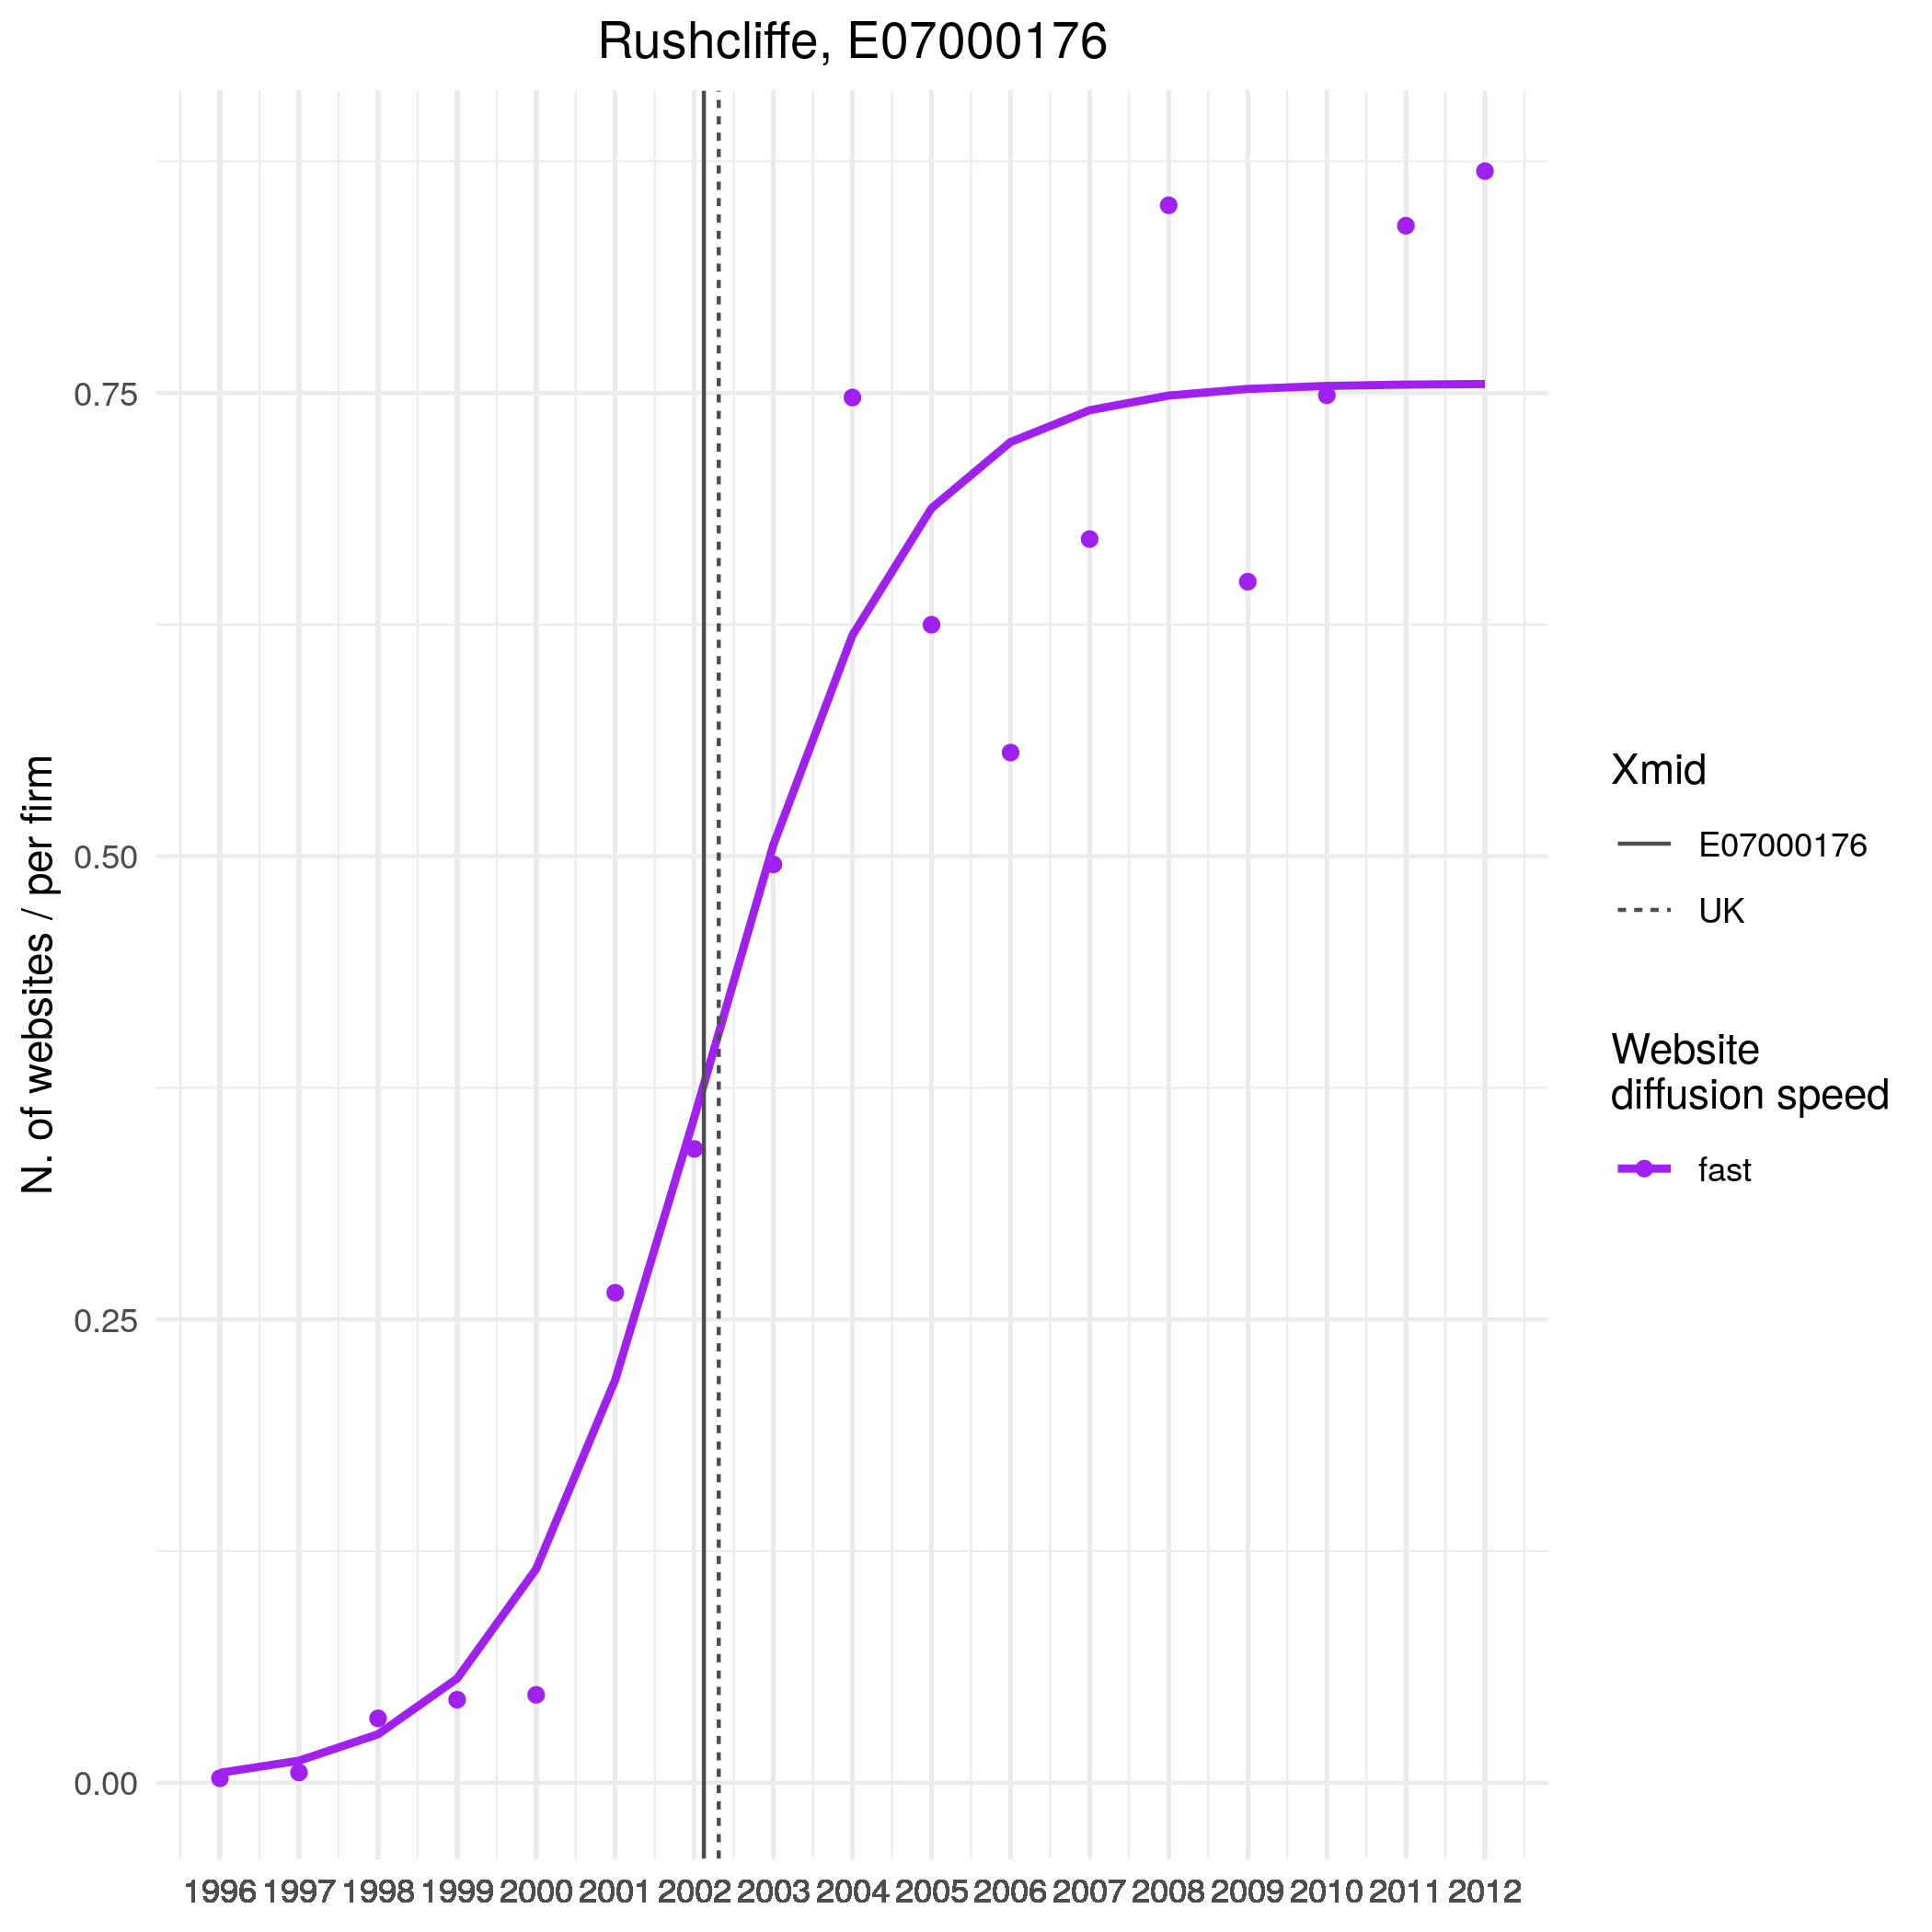 Rushcliffe, E07000176
N. of websites / per firm
0.75
0.50
0.25
0.00
1996 1997 1998 1999 2000 2001 2002 2003 2004 2005 2006 2007 2008 2009 2010 2011 2012
Xmid
E07000176
UK
Website
diffusion speed
fast